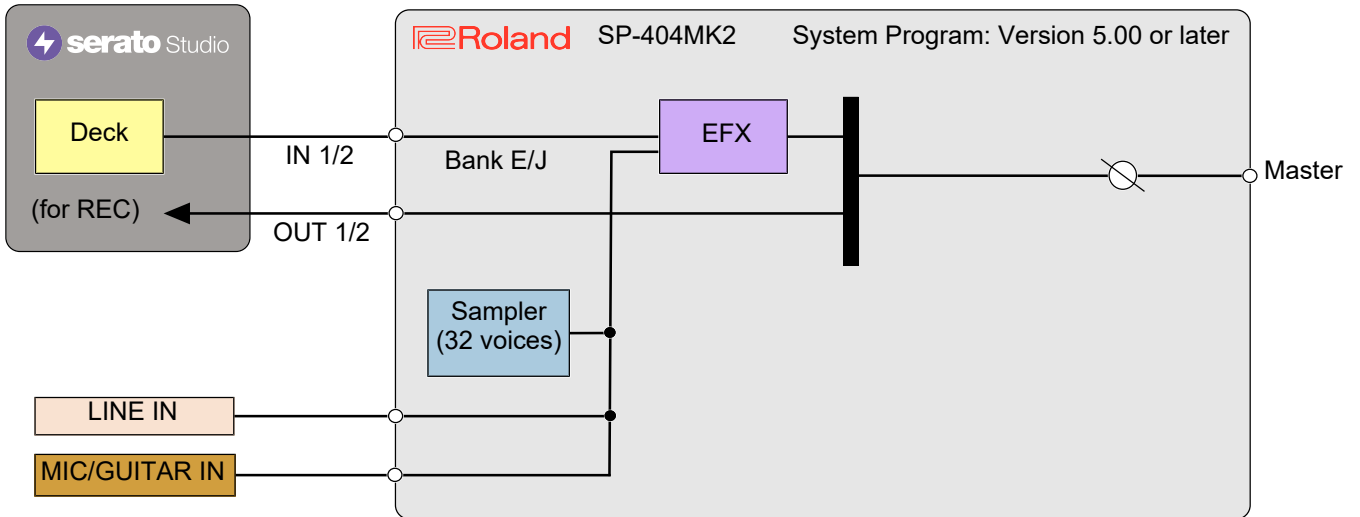 serato Studio
Roland SP-404MK2 System Program: Version 5.00 or later
Deck
EFX
IN 1/2
Bank E/J
Master
(for REC)
OUT 1/2
Sampler
(32 voices)
LINE IN
MIC/GUITAR IN